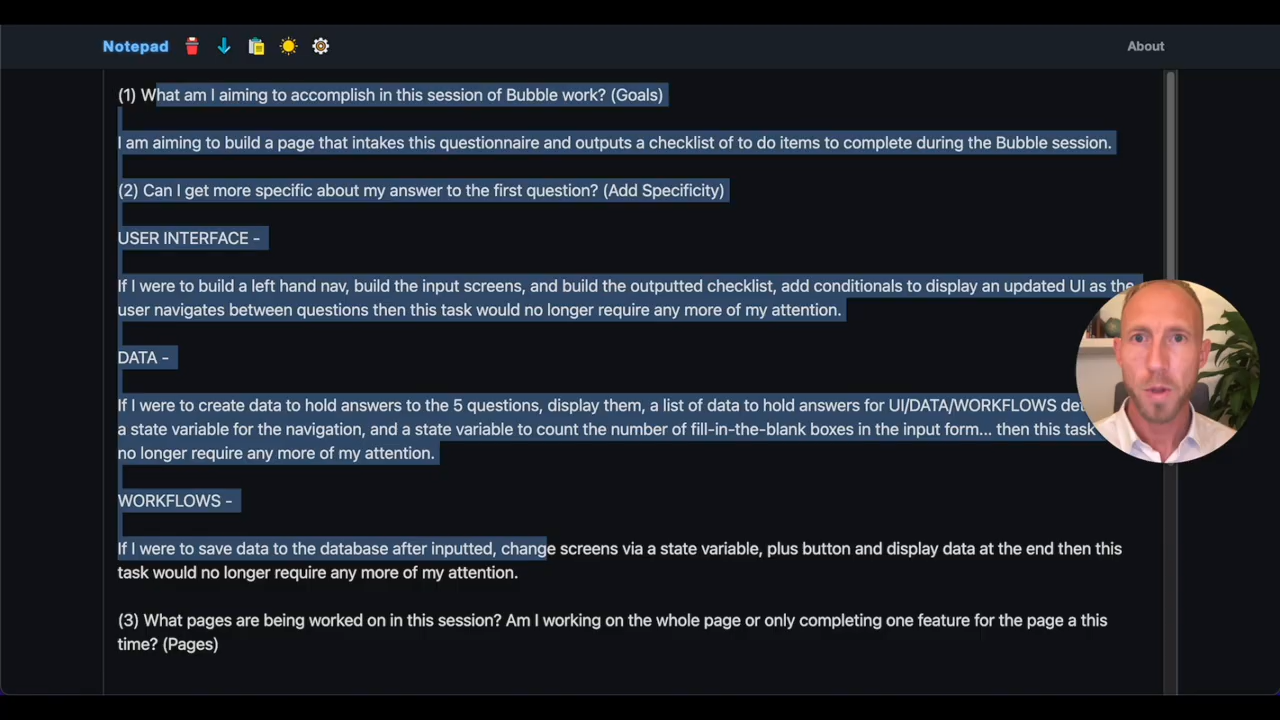 Notepad
About
(1) What am I aiming to accomplish in this session of Bubble work? (Goals)
I am aiming to build a page that intakes this questionnaire and outputs a checklist of to do items to complete during the Bubble session.
(2) Can I get more specific about my answer to the first question? (Add Specificity)
USER INTERFACE -
If I were to build a left hand nav, build the input screens, and build the outputted checklist, add conditionals to display an updated UI as the
user navigates between questions then this task would no longer require any more of my attention.
DATA -
If I were to create data to hold answers to the 5 questions, display them, a list of data to hold answers for UI/DATA/WORKFLOWS
a state variable for the navigation, and a state variable to count the number of fill-in-the-blank boxes in the input form... then this task
no longer require any more of my attention.
WORKFLOWS -
If I were to save data to the database after inputted, change screens via a state variable, plus button and display data at the end then this
task would no longer require any more of my attention.
(3) What pages are being worked on in this session? Am I working on the whole page or only completing one feature for the page a this
time? (Pages)